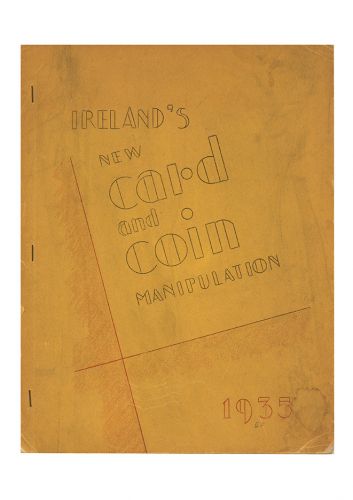 IRELAND'S
NEW
card
and
coin
MANIPULATION
1935